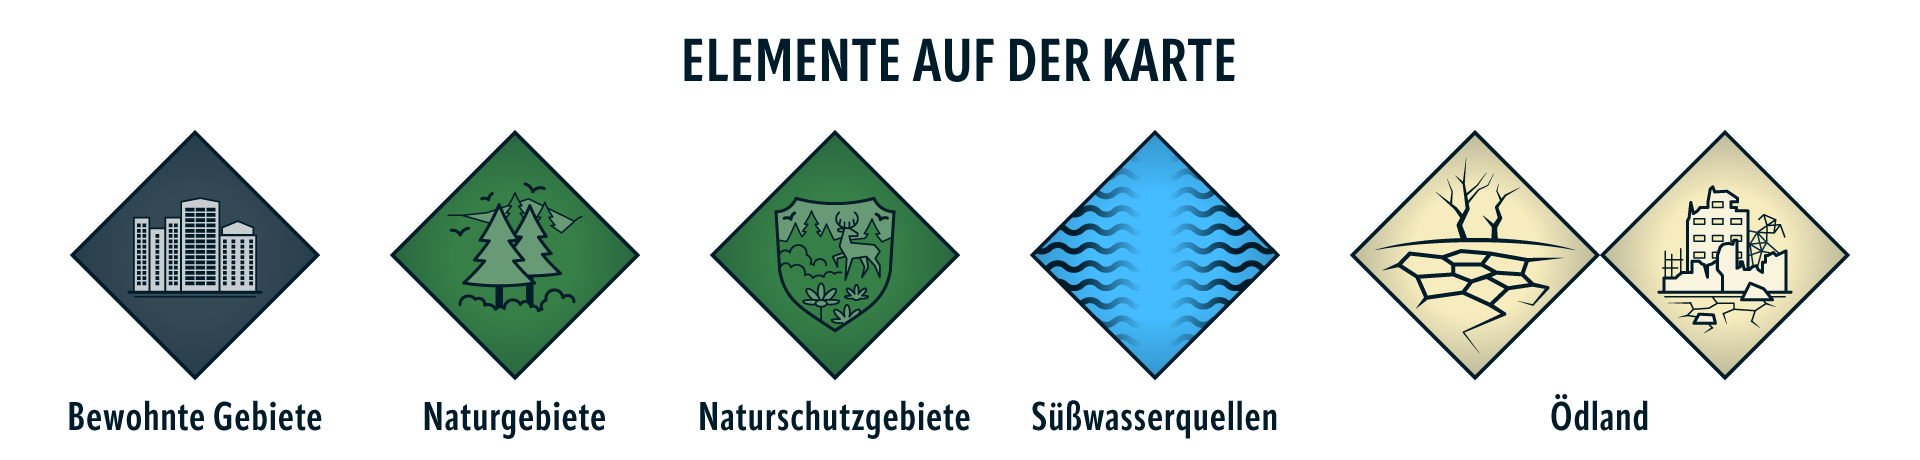 ELEMENTE AUF DER KARTE
Bewohnte Gebiete
Naturgebiete
Naturschutzgebiete
Süßwasserquellen
Ödland